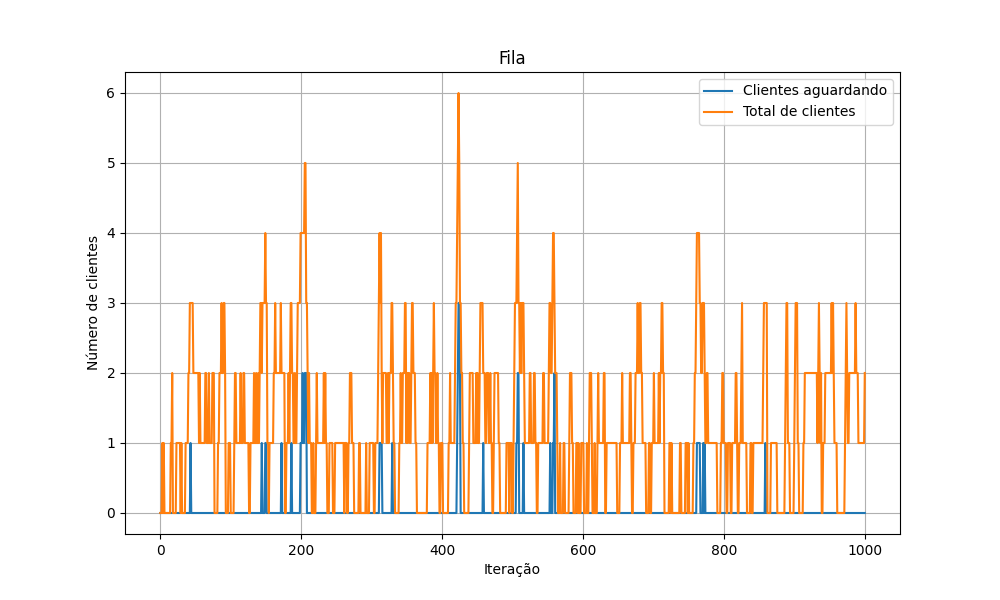 Fila
Clientes aguardando
Total de clientes
Número de clientes
6
5
4
3
2
1
0
0 200 400 600 800 1000
Iteração